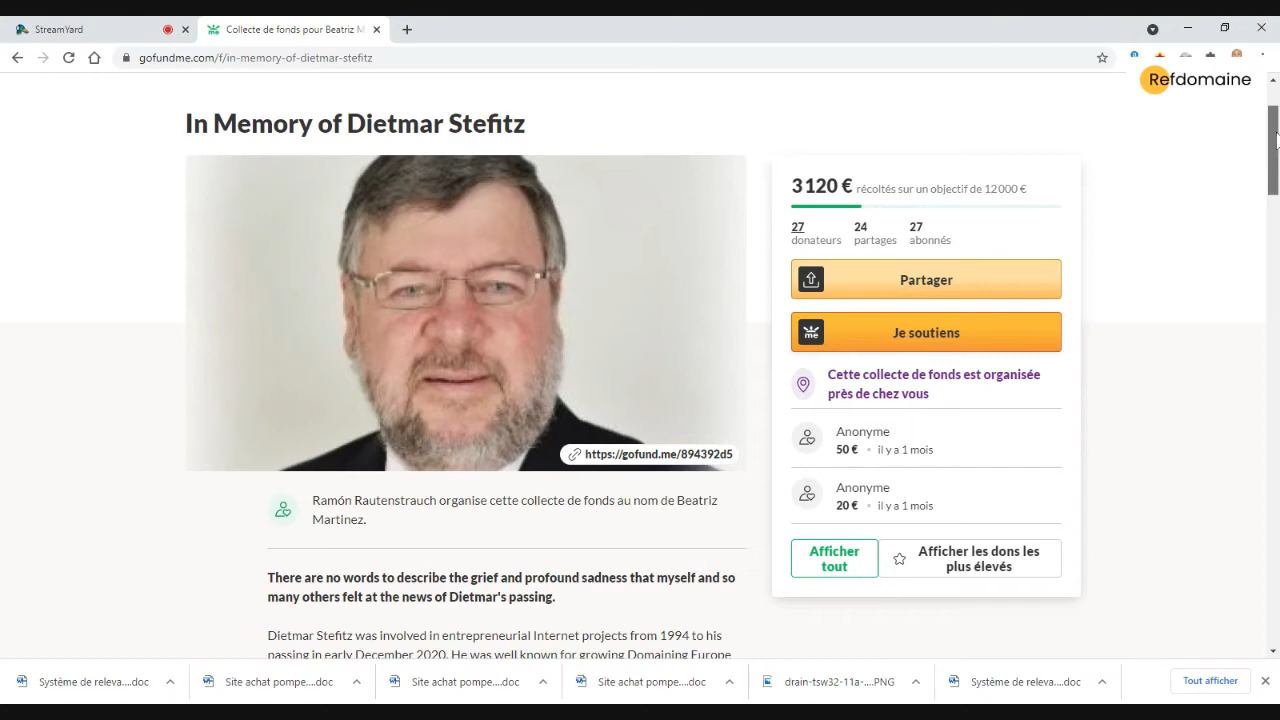 StreamYard
Collecte de fonds pour Beatriz M
gofundme.com/f/in-memory-of-dietmar-stefitz
Refdomaine
In Memory of Dietmar Stefitz
https://gofund.me/894392d5
Ramón Rautenstrauch organise cette collecte de fonds au nom de Beatriz
Martinez.
There are no words to describe the grief and profound sadness that myself and so
many others felt at the news of Dietmar's passing.
Dietmar Stefitz was involved in entrepreneurial Internet projects from 1994 to his
passing in early December 2020. He was well known for growing Domaining Europe
3 120 € récoltés sur un objectif de 12 000 €
27 24 27
donateurs partages abonnés
Partager
me Je soutiens
Cette collecte de fonds est organisée
près de chez vous
Anonyme
50 € • il y a 1 mois
Anonyme
20 € • il y a 1 mois
Afficher
tout
Afficher les dons les
plus élevés
Système de releva....doc
Site achat pompe....doc
Site achat pompe....doc
Site achat pompe....doc
drain-tsw32-11a-....PNG
Système de releva....doc
Tout afficher